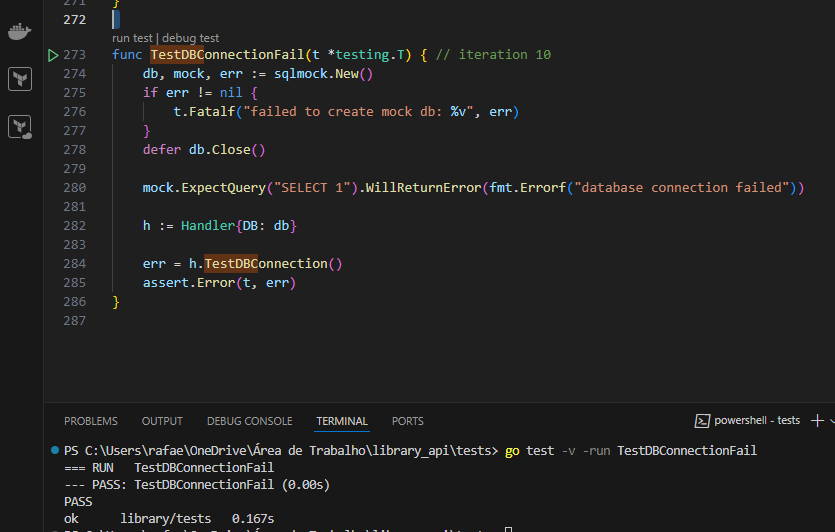 271 }
272
run test | debug test
273 func TestDBConnectionFail(t *testing.T) { // iteration 10
274 db, mock, err := sqlmock.New()
275 if err != nil {
276 t.Fatalf("failed to create mock db: %v", err)
277 }
278 defer db.Close()
279
280 mock.ExpectQuery("SELECT 1").WillReturnError(fmt.Errorf("database connection failed"))
281
282 h := Handler{DB: db}
283
284 err = h.TestDBConnection()
285 assert.Error(t, err)
286 }
287
PROBLEMS OUTPUT DEBUG CONSOLE TERMINAL PORTS powershell - tests
PS C:\Users\rafae\OneDrive\Área de Trabalho\library_api\tests> go test -v -run TestDBConnectionFail
=== RUN TestDBConnectionFail
--- PASS: TestDBConnectionFail (0.00s)
PASS
ok library/tests 0.167s